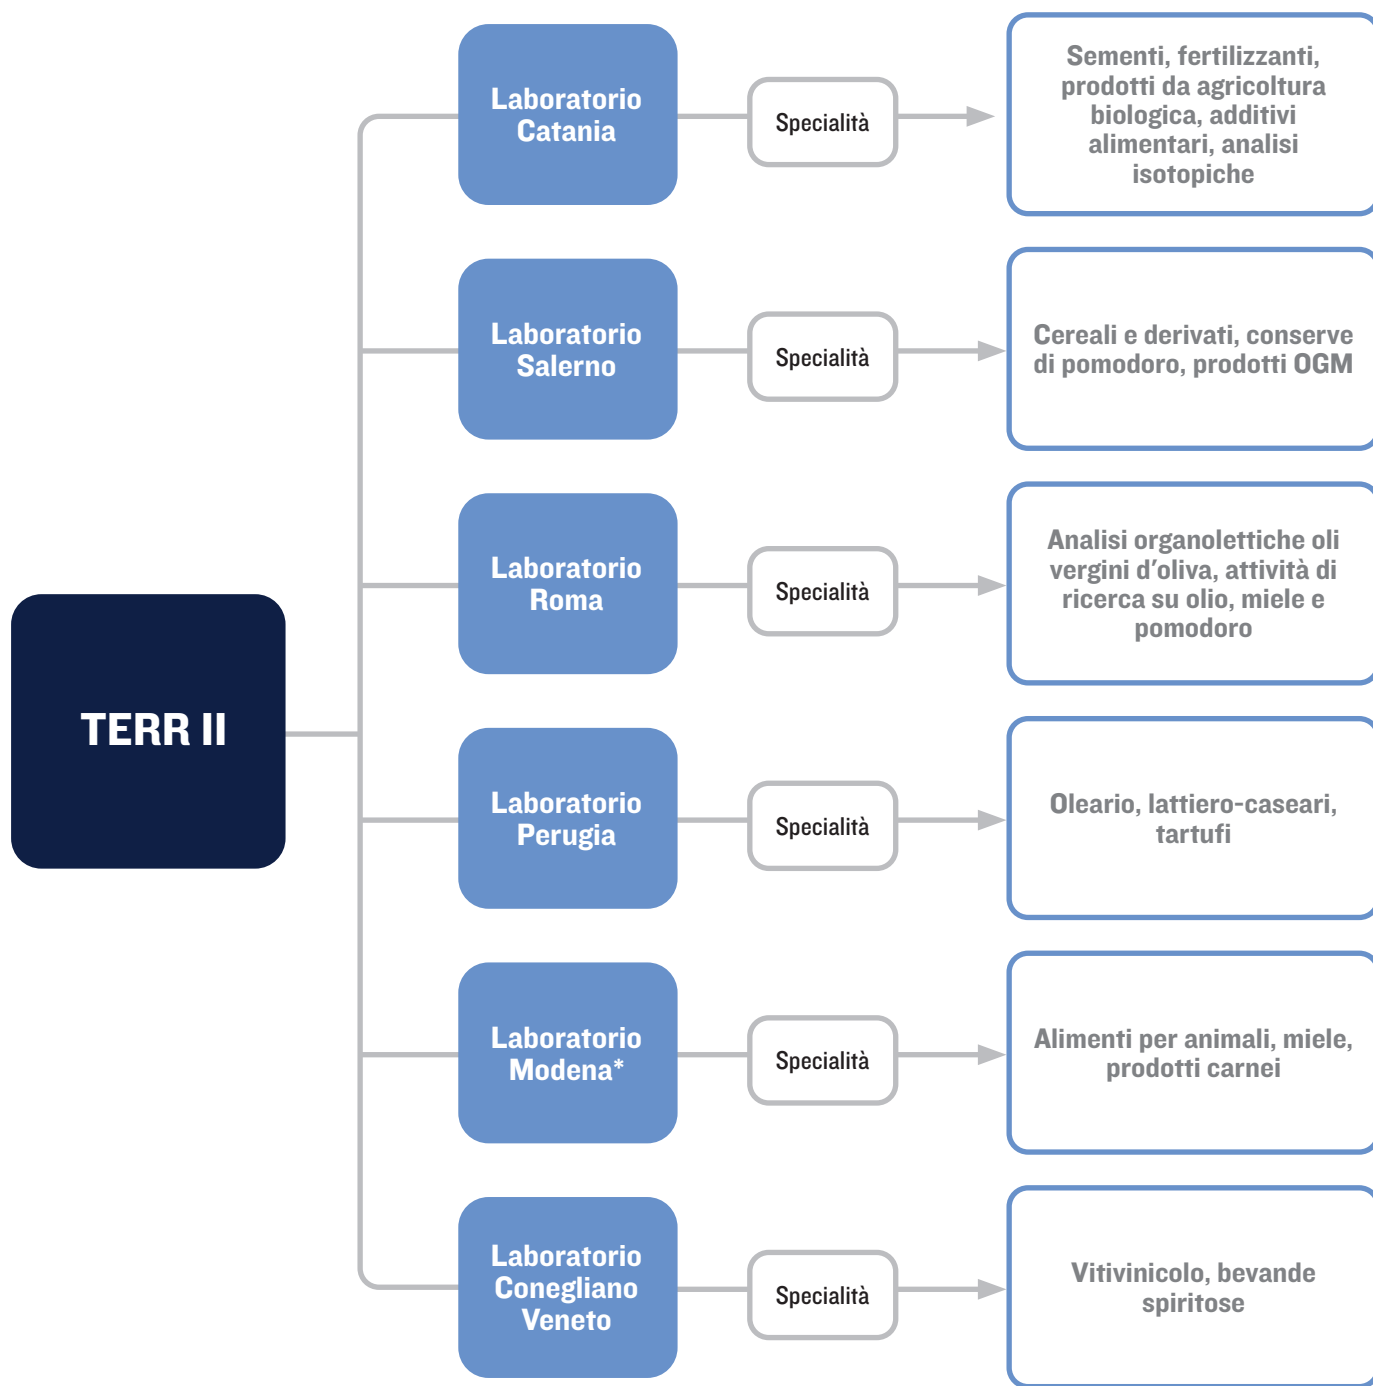 TERR II
Laboratorio
Catania
Specialità
Sementi, fertilizzanti,
prodotti da agricoltura
biologica, additivi
alimentari, analisi
isotopiche
Laboratorio
Salerno
Specialità
Cereali e derivati, conserve
di pomodoro, prodotti OGM
Laboratorio
Roma
Specialità
Analisi organolettiche oli
vergini d'oliva, attività di
ricerca su olio, miele e
pomodoro
Laboratorio
Perugia
Specialità
Oleario, lattiero-caseari,
tartufi
Laboratorio
Modena*
Specialità
Alimenti per animali, miele,
prodotti carnei
Laboratorio
Conegliano
Veneto
Specialità
Vitivinicolo, bevande
spiritose